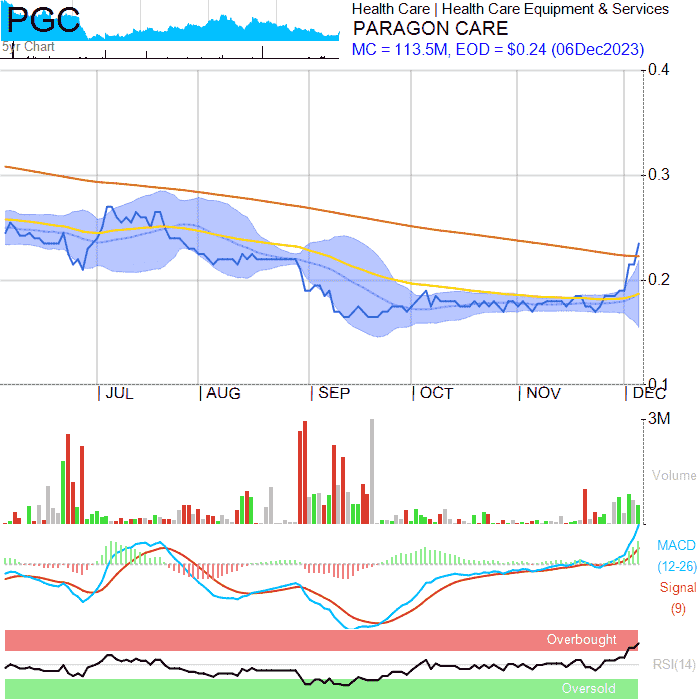 PGC
5yr Chart
Health Care | Health Care Equipment & Services
PARAGON CARE
MC = 113.5M, EOD = $0.24 (06Dec2023)
0.4
0.3
0.2
0.1
JUL AUG SEP OCT NOV DEC
3M
Volume
MACD
(12-26)
Signal
(9)
Overbought
RSI(14)
Oversold